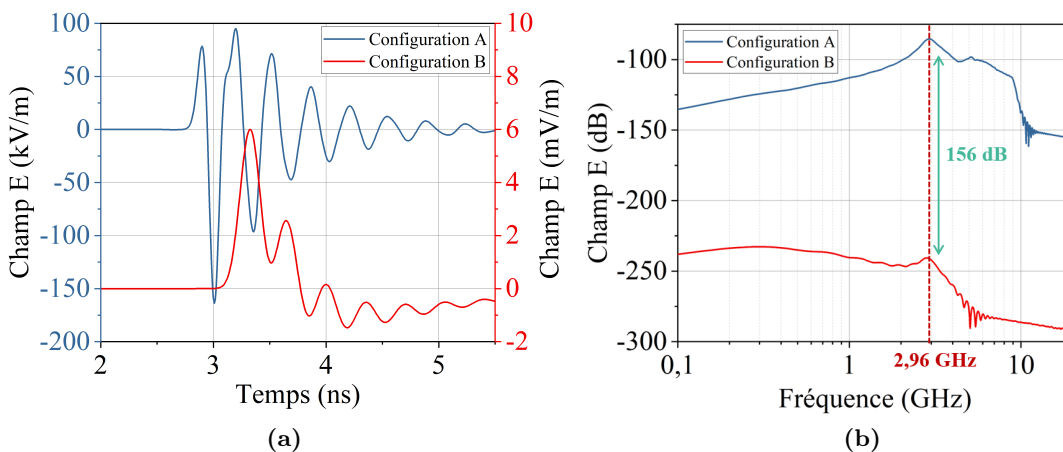 Champ E (kV/m)
100
50
0
-50
-100
-150
-200
Configuration A
Configuration B
10
8
6
4
2
0
-2
Champ E (mV/m)
2
3
4
5
Temps (ns)
(a)
Champ E (dB)
-100
-150
-200
-250
-300
Configuration A
Configuration B
156 dB
0,1
1
2,96 GHz
10
Fréquence (GHz)
(b)